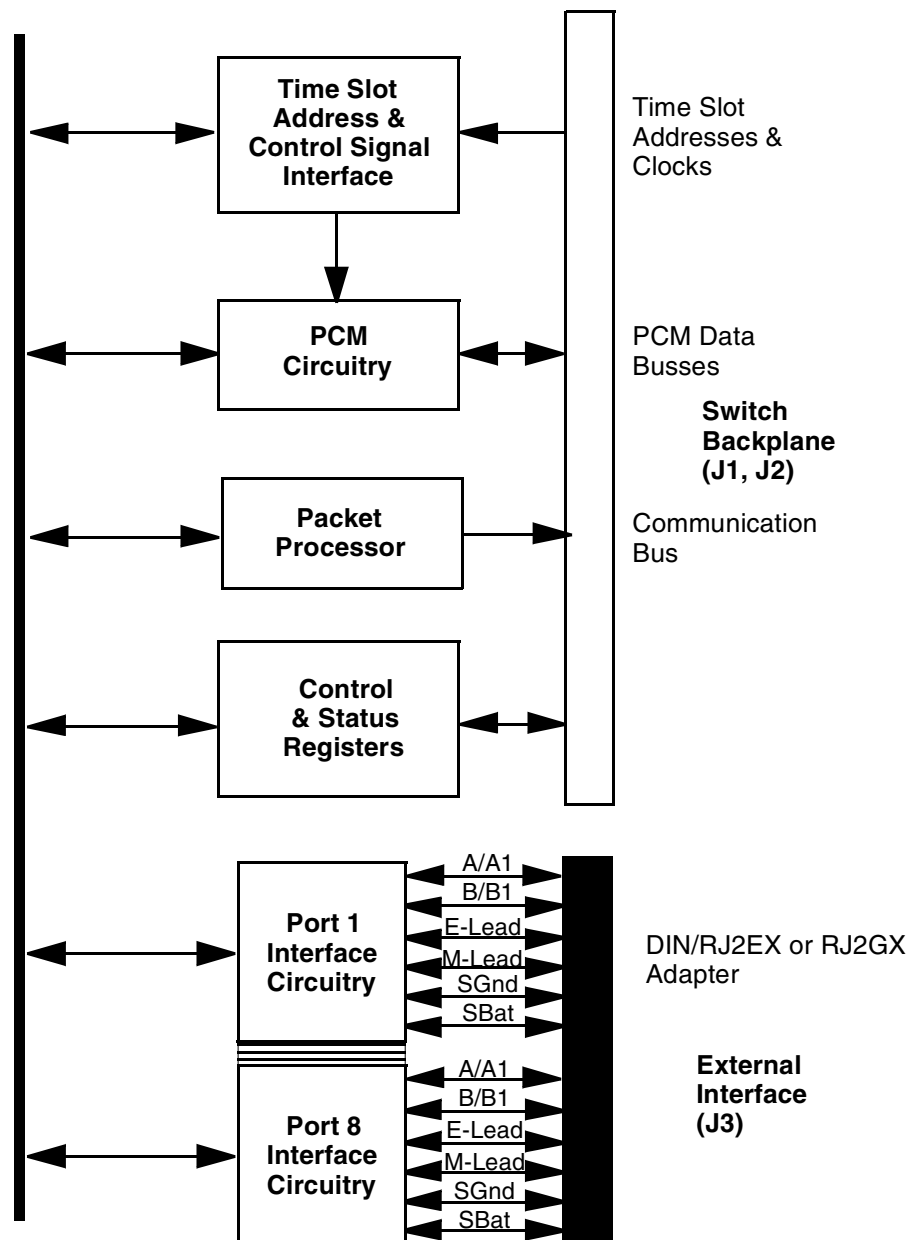 Time Slot
Address &
Control Signal
Interface
Time Slot
Addresses &
Clocks
PCM
Circuitry
PCM Data
Busses
Switch
Backplane
(J1, J2)
Packet
Processor
Communication
Bus
Control
& Status
Registers
Port 1
Interface
Circuitry
A/A1
B/B1
E-Lead
M-Lead
SGnd
SBat
DIN/RJ2EX or RJ2GX
Adapter
External
Interface
(J3)
Port 8
Interface
Circuitry
A/A1
B/B1
E-Lead
M-Lead
SGnd
SBat